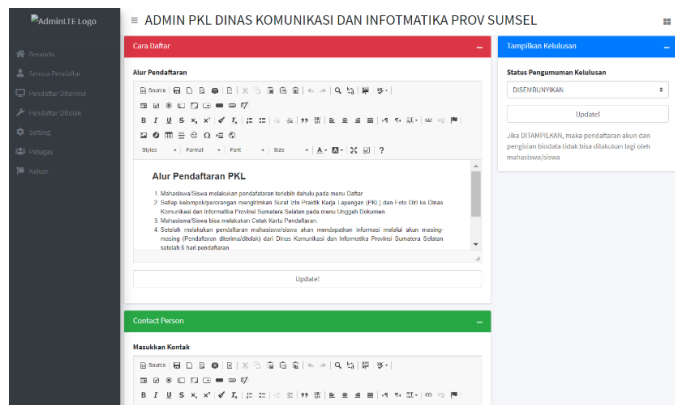 AdminLTE Logo
≡ ADMIN PKL DINAS KOMUNIKASI DAN INFOTMATIKA PROV SUMSEL
Beranda
Semua Pendaftar
Pendaftar Diterima
Pendaftar Ditolak
Setting
Petugas
Keluar
Cara Daftar
Alur Pendaftaran
Source
Styles Format Font Size
Alur Pendaftaran PKL
1. Mahasiswa/Siswa melakukan pendafataran terlebih dahulu pada menu Daftar
2. Setiap kelompok/perorangan mengirimkan Surat Izin Praktik Kerja Lapangan (PKL) dan Foto Diri ke Dinas
Komunikasi dan Informatika Provinsi Sumatera Selatan pada menu Unggah Dokumen
3. Mahasiswa/Siswa bisa melakukan Cetak Kartu Pendaftaran.
4. Setelah melakukan pendaftaran mahasiswa/siswa akan mendapatkan informasi melalui akun masing-
masing (Pendaftaran diterima/ditolak) dari Dinas Komunikasi dan Informatika Provinsi Sumatera Selatan
setelah 6 hari pendaftaran
Update!
Contact Person
Masukkan Kontak
Source
Tampilkan Kelulusan
Status Pengumuman Kelulusan
DISEMBUNYIKAN
Update!
Jika DITAMPILKAN, maka pendaftaran akun dan
pengisian biodata tidak bisa dilakukan lagi oleh
mahasiswa/siswa